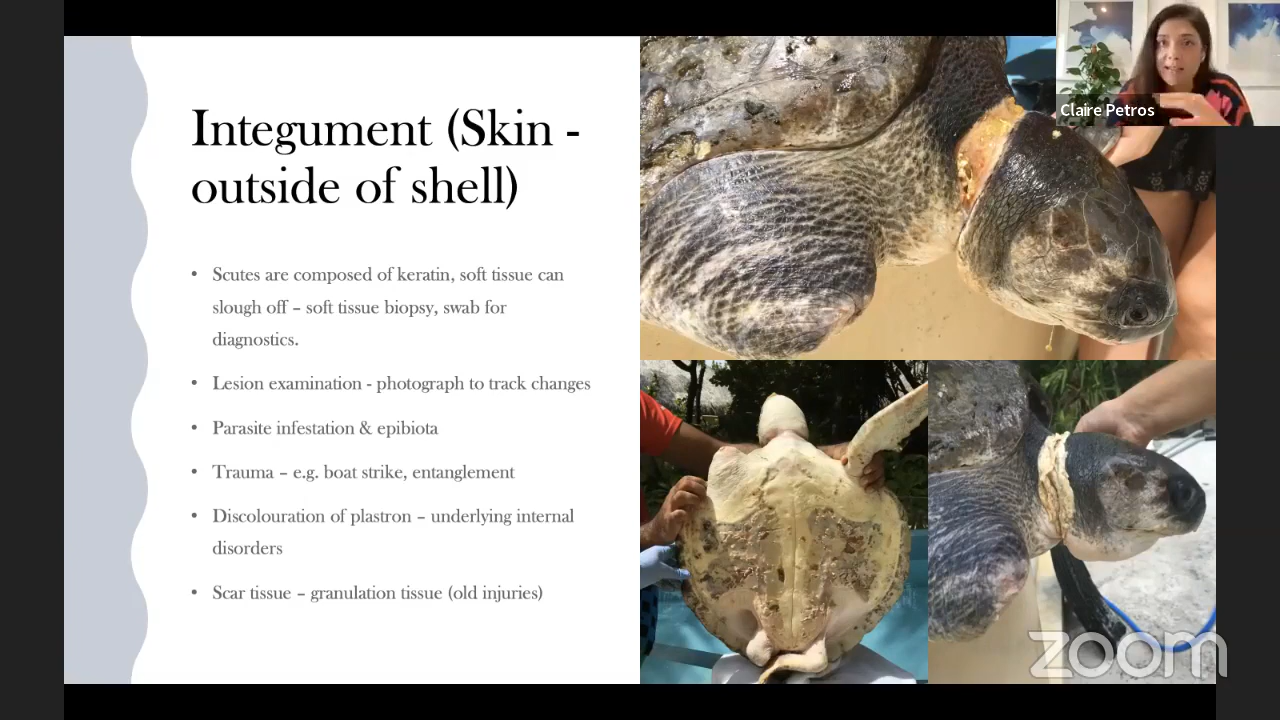 Integument (Skin -
outside of shell)
• Scutes are composed of keratin, soft tissue can
slough off – soft tissue biopsy, swab for
diagnostics.
• Lesion examination - photograph to track changes
• Parasite infestation & epibiota
• Trauma – e.g. boat strike, entanglement
• Discolouration of plastron – underlying internal
disorders
• Scar tissue – granulation tissue (old injuries)
Claire Petros
zoom